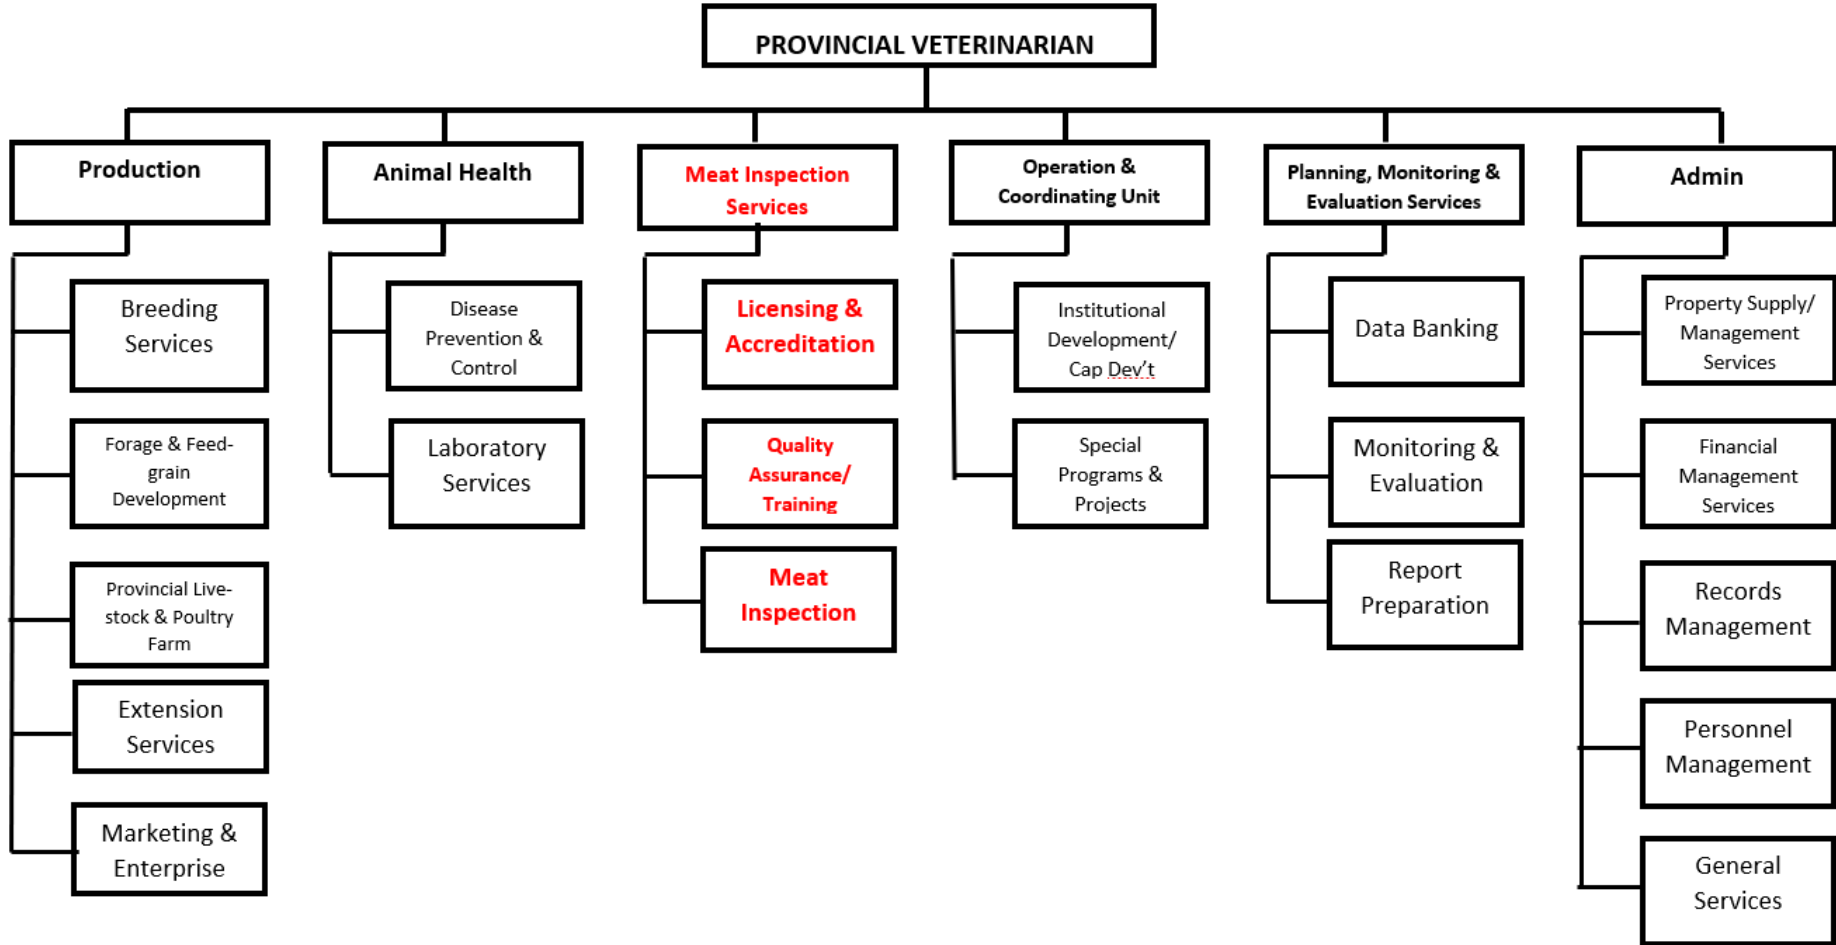 PROVINCIAL VETERINARIAN
Production
Breeding
Services
Forage & Feed-
grain
Development
Provincial Live-
stock & Poultry
Farm
Extension
Services
Marketing &
Enterprise
Animal Health
Disease
Prevention &
Control
Laboratory
Services
Meat Inspection
Services
Licensing &
Accreditation
Quality
Assurance/
Training
Meat
Inspection
Operation &
Coordinating Unit
Institutional
Development/
Cap Dev’t
Special
Programs &
Projects
Planning, Monitoring &
Evaluation Services
Data Banking
Monitoring &
Evaluation
Report
Preparation
Admin
Property Supply/
Management
Services
Financial
Management
Services
Records
Management
Personnel
Management
General
Services